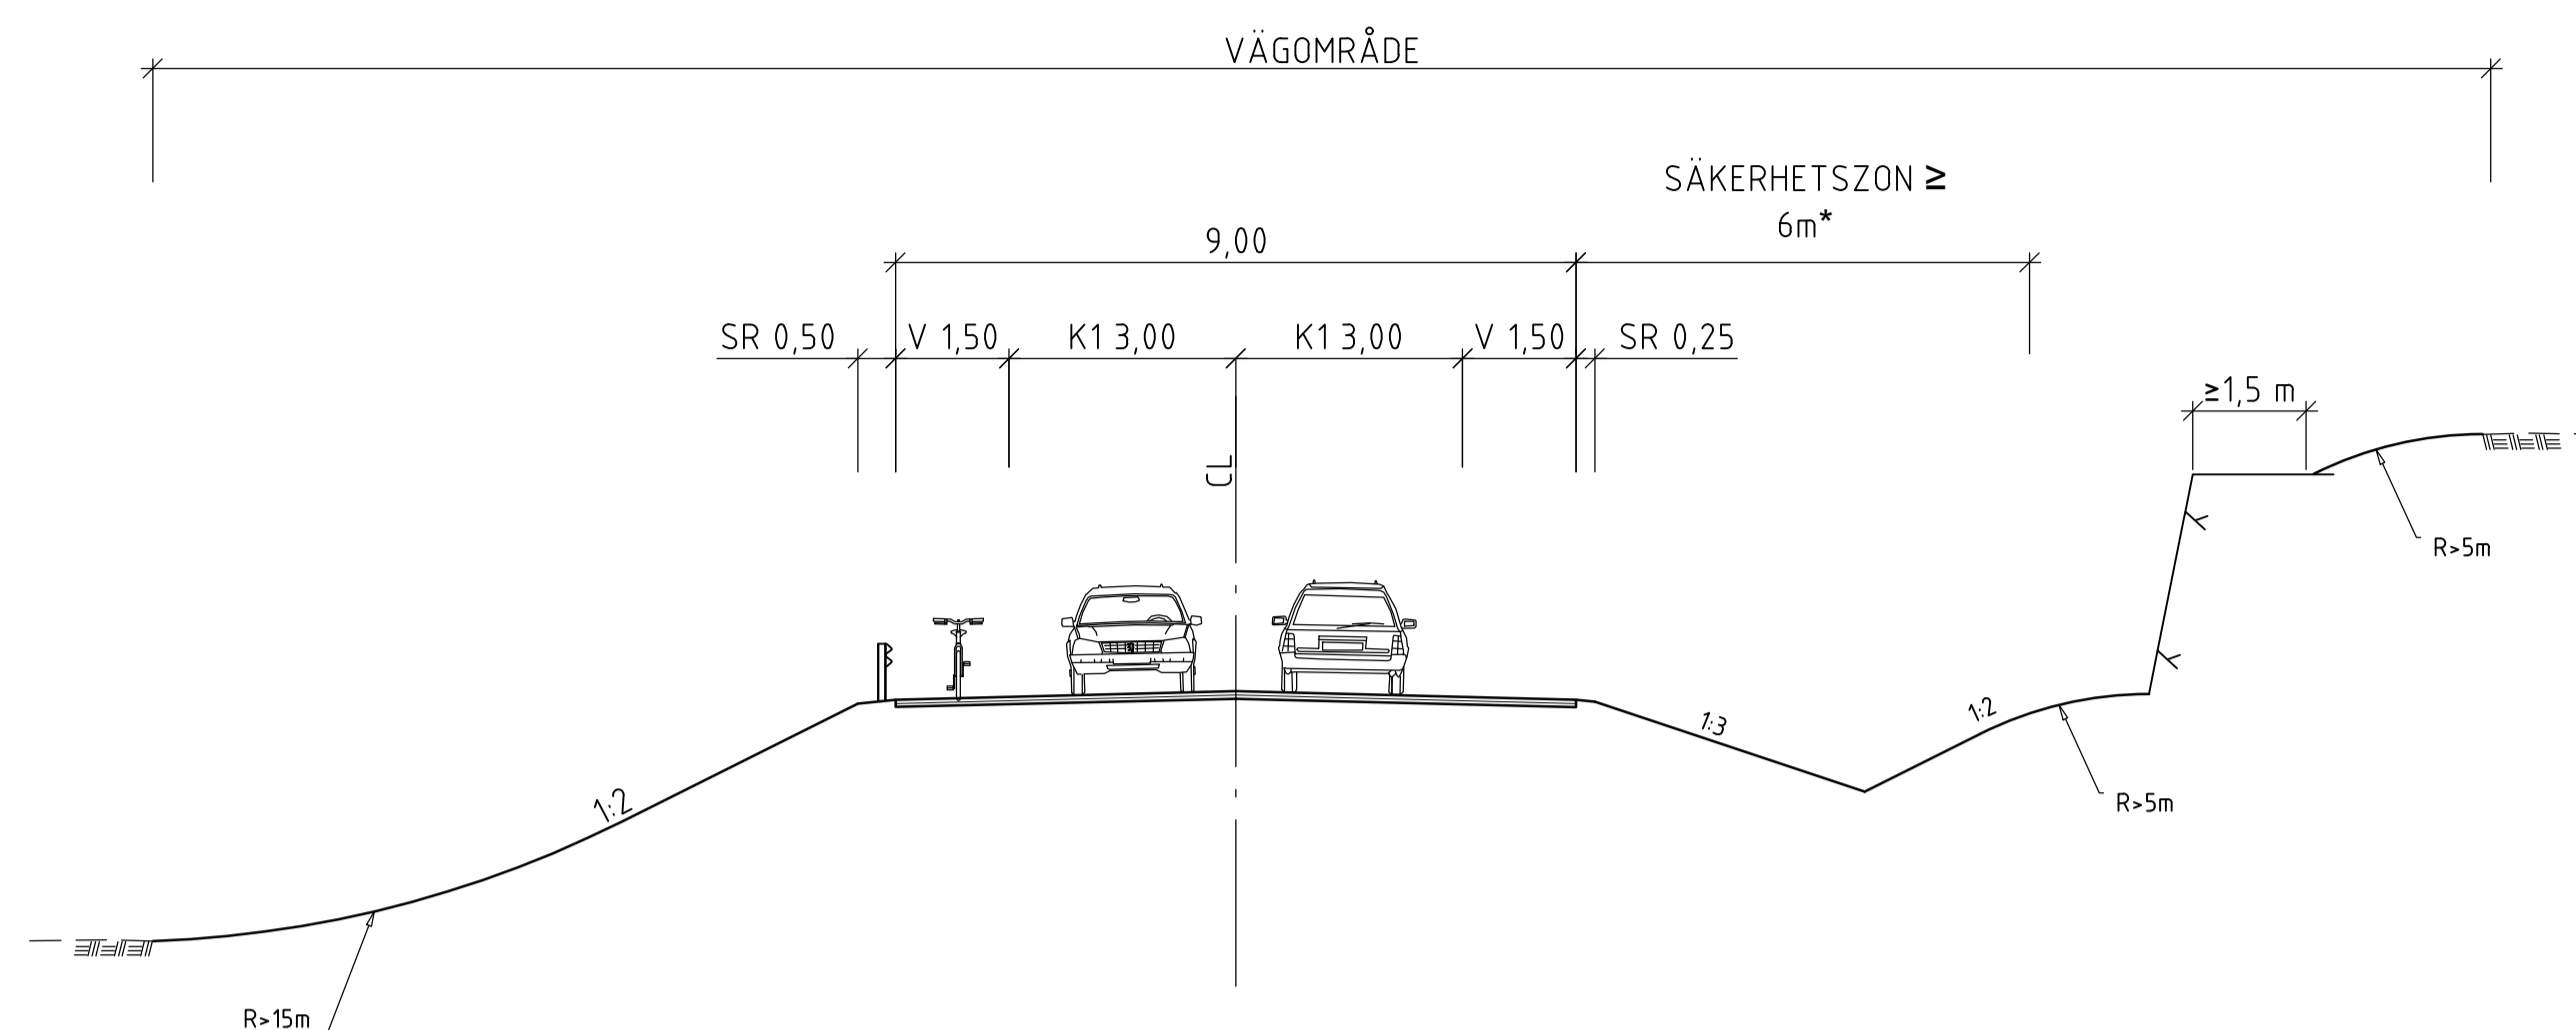 VÄGOMRÅDE
SÄKERHETSZON ≥
6m*
9,00
SR 0,50
V 1,50
K1 3,00
K1 3,00
V 1,50
SR 0,25
≥1,5 m
CL
R>5m
1:3
1:2
1:2
R>5m
R>15m